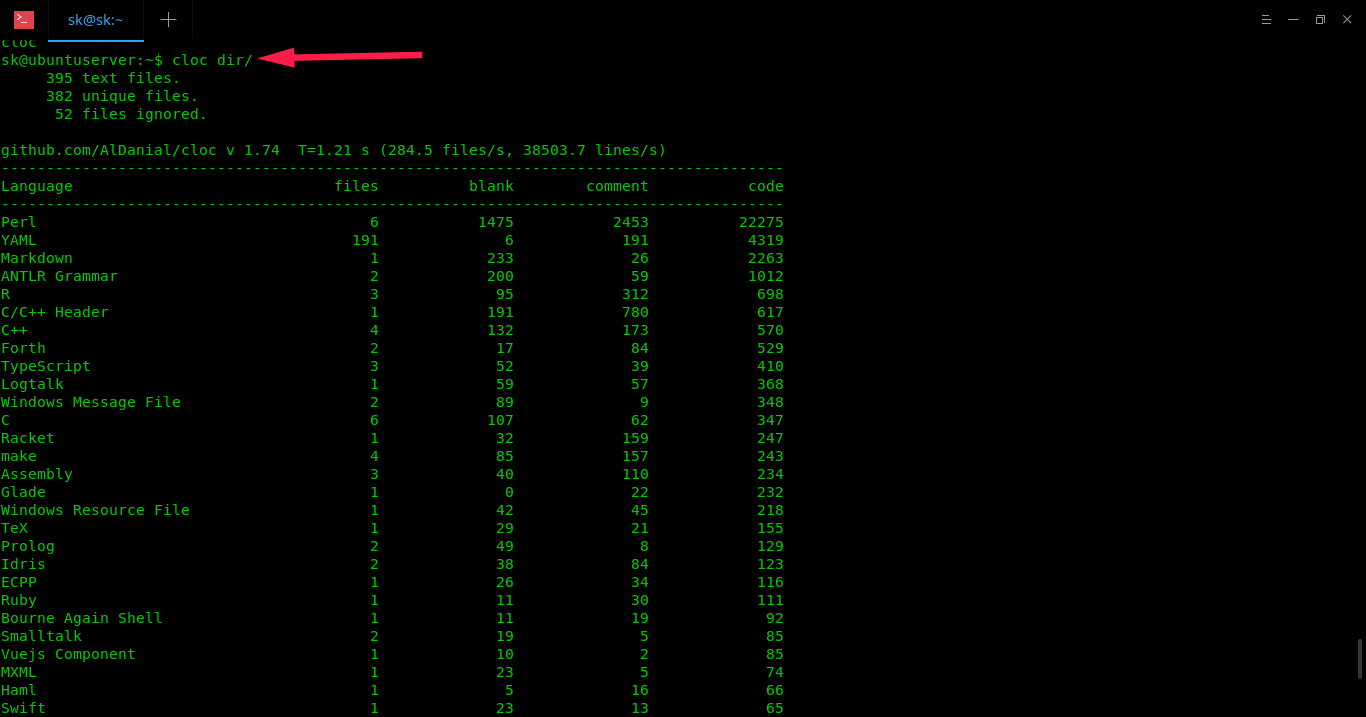 sk@sk:~
cloc
sk@ubuntuserver:~$ cloc dir/
395 text files.
382 unique files.
52 files ignored.
github.com/AlDanial/cloc v 1.74  T=1.21 s (284.5 files/s, 38503.7 lines/s)
-------------------------------------------------------------------------------
Language files blank comment code
-------------------------------------------------------------------------------
Perl 6 1475 2453 22275
YAML 191 6 191 4319
Markdown 1 233 26 2263
ANTLR Grammar 2 200 59 1012
R 3 95 312 698
C/C++ Header 1 191 780 617
C++ 4 132 173 570
Forth 2 17 84 529
TypeScript 3 52 39 410
Logtalk 1 59 57 368
Windows Message File 2 89 9 348
C 6 107 62 347
Racket 1 32 159 247
make 4 85 157 243
Assembly 3 40 110 234
Glade 1 0 22 232
Windows Resource File 1 42 45 218
TeX 1 29 21 155
Prolog 2 49 8 129
Idris 2 38 84 123
ECPP 1 26 34 116
Ruby 1 11 30 111
Bourne Again Shell 1 11 19 92
Smalltalk 2 19 5 85
Vuejs Component 1 10 2 85
MXML 1 23 5 74
Haml 1 5 16 66
Swift 1 23 13 65